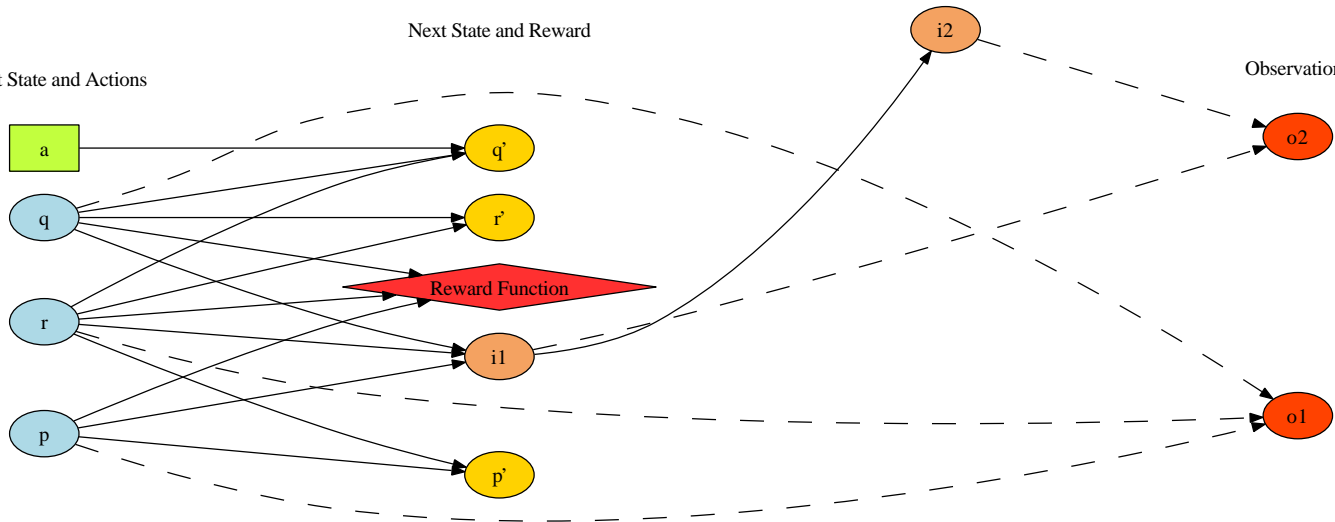 Next State and Reward
i2
t State and Actions
Observation
a
q'
o2
q
r'
Reward Function
r
i1
o1
p
p'